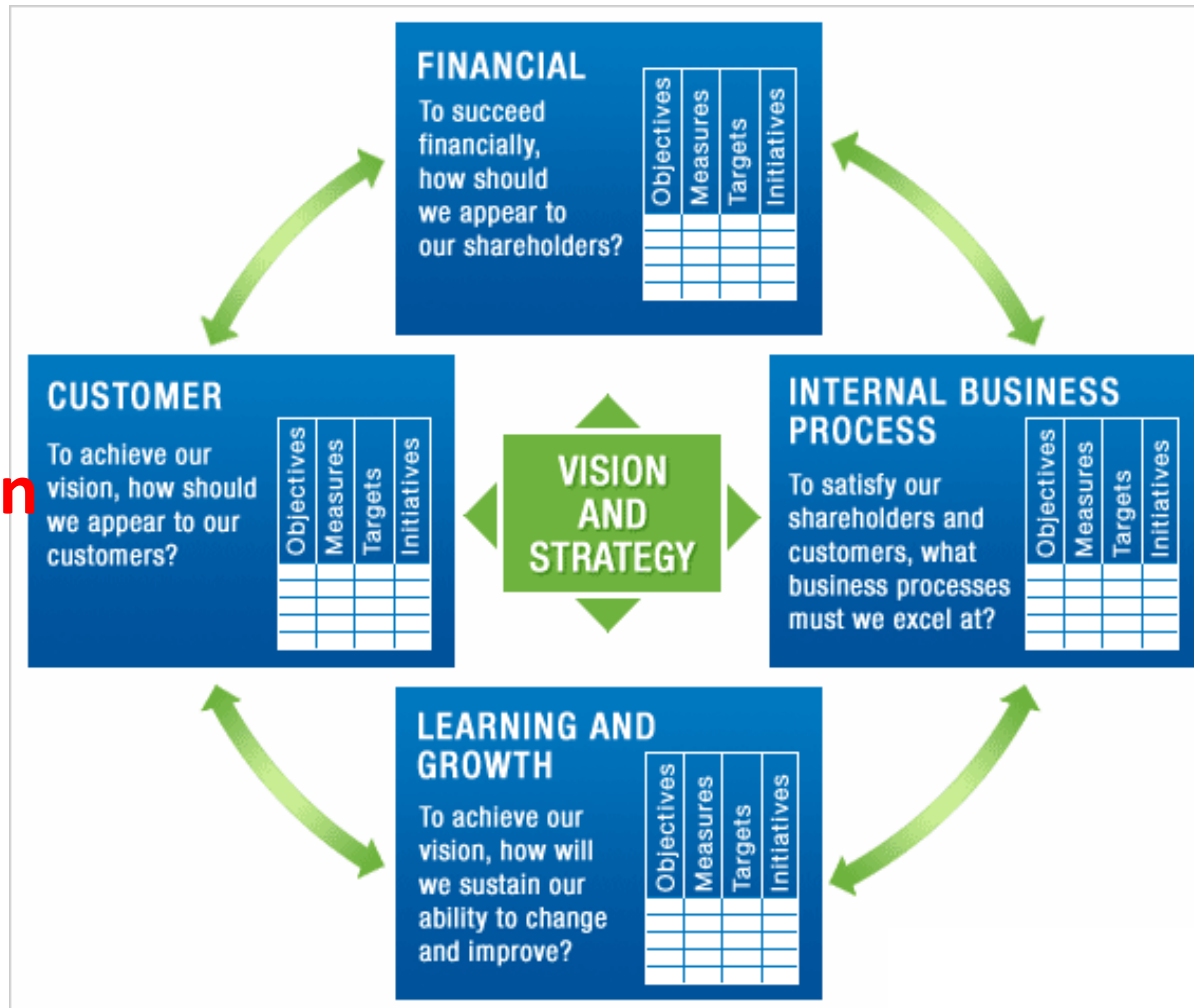 FINANCIAL
To succeed
financially,
how should
we appear to
our shareholders?
Objectives
Measures
Targets
Initiatives
CUSTOMER
To achieve our
vision, how should
we appear to our
customers?
Objectives
Measures
Targets
Initiatives
n
VISION
AND
STRATEGY
INTERNAL BUSINESS
PROCESS
To satisfy our
shareholders and
customers, what
business processes
must we excel at?
Objectives
Measures
Targets
Initiatives
LEARNING AND
GROWTH
To achieve our
vision, how will
we sustain our
ability to change
and improve?
Objectives
Measures
Targets
Initiatives